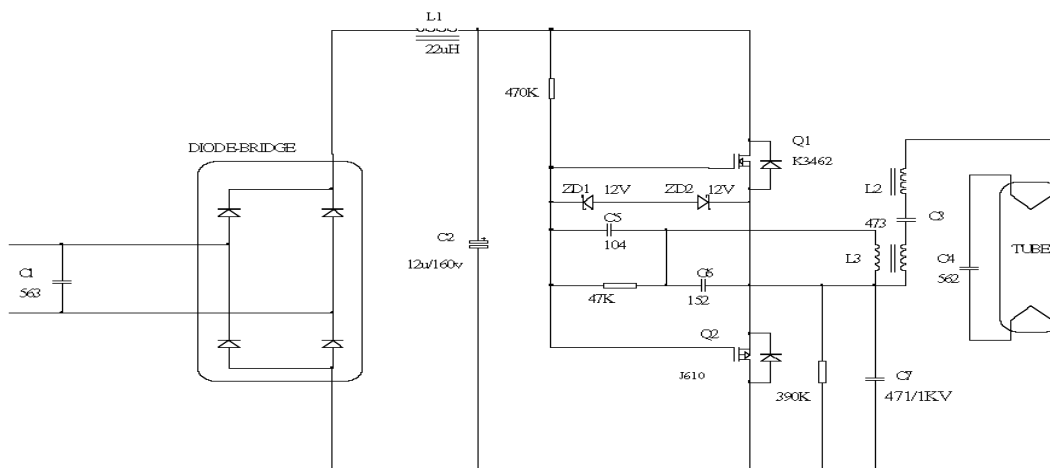 L1
22uH
470K
DIODE-BRIDGE
Q1
K3462
ZD1 12V ZD2 12V
L2
C5
104
473 C3
C2
12u/160v
C1
563
L3
C4
562
TUBE
47K
C6
152
Q2
J610
390K
C7
471/1KV